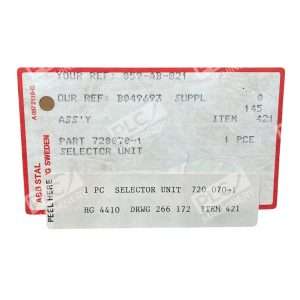 YOUR REF: 059-AB-021
OUR REF: B049693 SUPPL 0
145
ASS'Y ITEM 421
PART 720070-1 1 PCE
SELECTOR UNIT
ABB STAL
PEEL HERE
G SWEDEN
1 PC SELECTOR UNIT 720 070-1
HG 4410 DRWG 266 172 ITEM 421